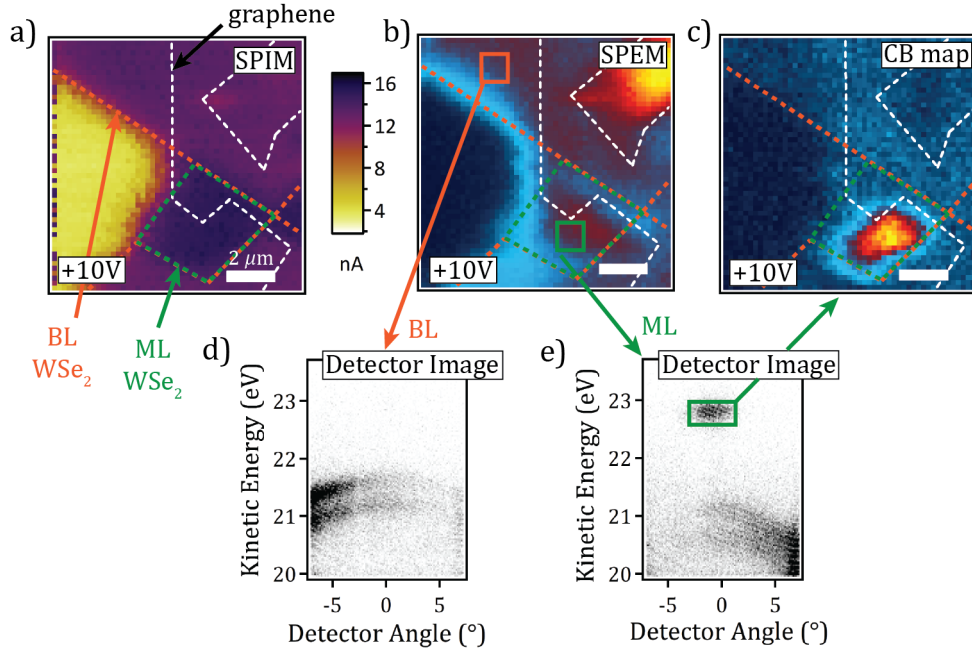 graphene
a)
SPIM
+10V
2 μm
16
12
8
4
nA
BL
WSe₂
ML
WSe₂
b)
SPEM
+10V
c)
CB map
+10V
BL
ML
d)
Detector Image
Kinetic Energy (eV)
23
22
21
20
-5
0
5
Detector Angle (°)
e)
Detector Image
Kinetic Energy (eV)
23
22
21
20
-5
0
5
Detector Angle (°)